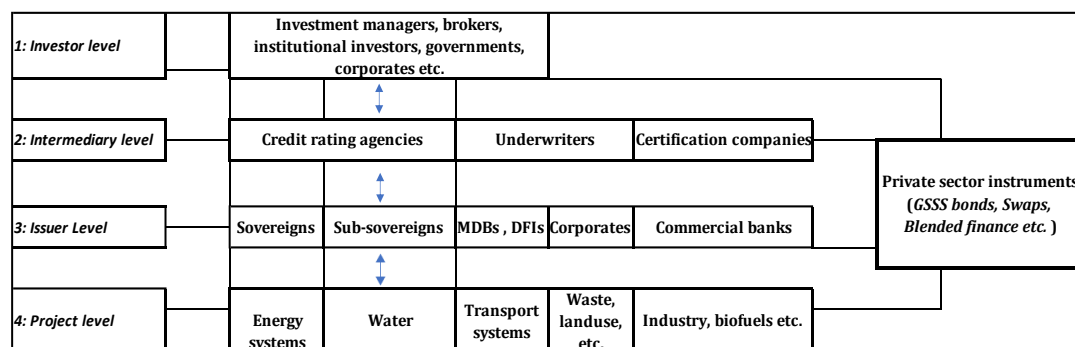 1: Investor level
Investment managers, brokers,
institutional investors, governments,
corporates etc.
2: Intermediary level
Credit rating agencies
Underwriters
Certification companies
Private sector instruments
(GSSS bonds, Swaps,
Blended finance etc. )
3: Issuer Level
Sovereigns
Sub-sovereigns
MDBs , DFIs
Corporates
Commercial banks
4: Project level
Energy
systems
Water
Transport
systems
Waste,
landuse,
etc.
Industry, biofuels etc.